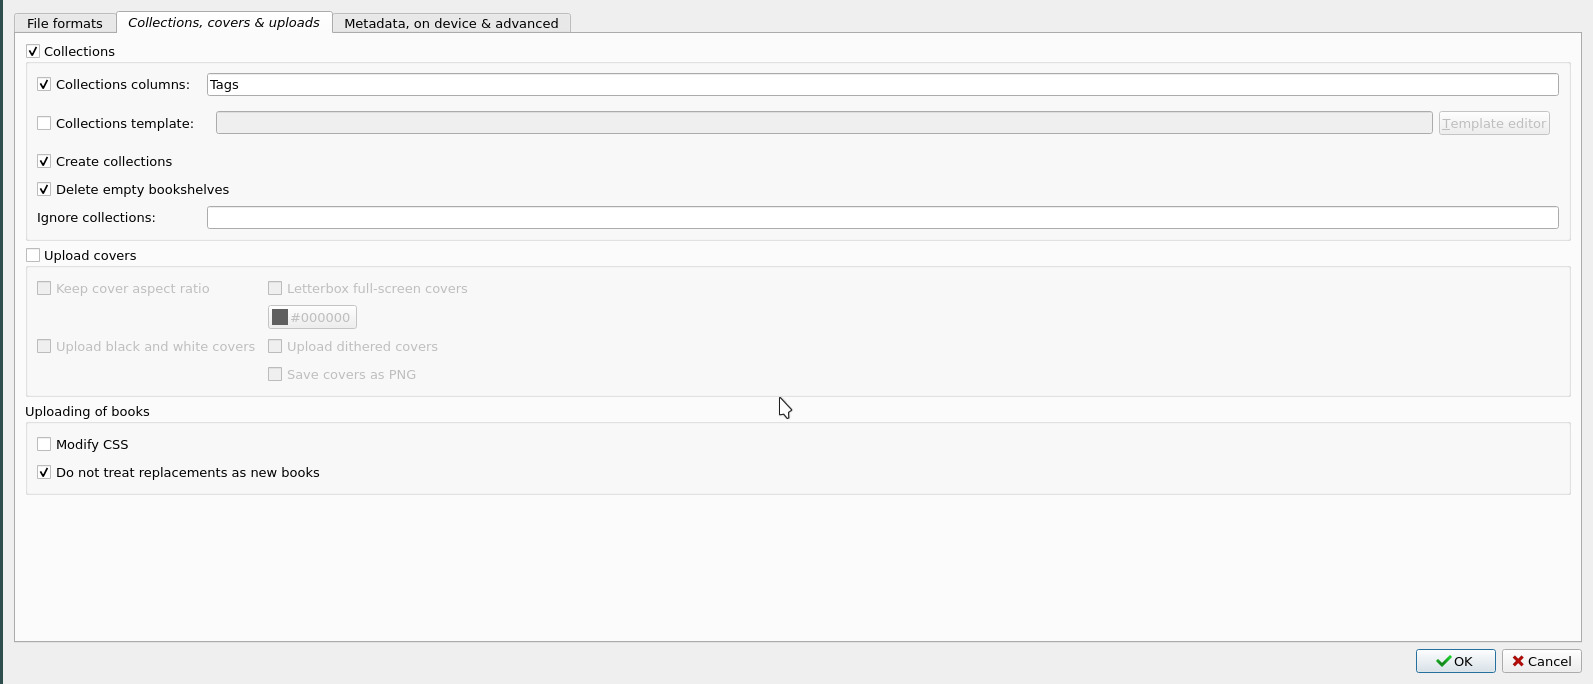 File formats
Collections, covers & uploads
Metadata, on device & advanced
Collections
Collections columns: Tags
Collections template: Template editor
Create collections
Delete empty bookshelves
Ignore collections:
Upload covers
Keep cover aspect ratio Letterbox full-screen covers
#000000
Upload black and white covers Upload dithered covers
Save covers as PNG
Uploading of books
Modify CSS
Do not treat replacements as new books
OK Cancel